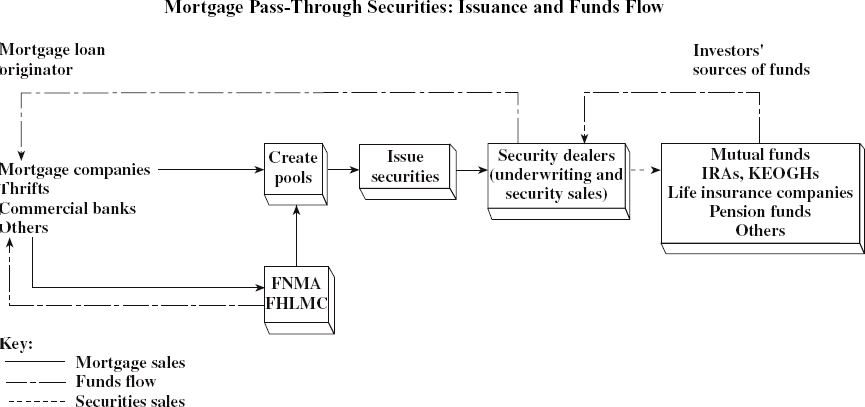 Mortgage Pass-Through Securities: Issuance and Funds Flow
Mortgage loan
originator
Investors'
sources of funds
Mortgage companies
Thrifts
Commercial banks
Others
Create
pools
Issue
securities
Security dealers
(underwriting and
security sales)
Mutual funds
IRAs, KEOGHs
Life insurance companies
Pension funds
Others
FNMA
FHLMC
Key:
Mortgage sales
Funds flow
Securities sales